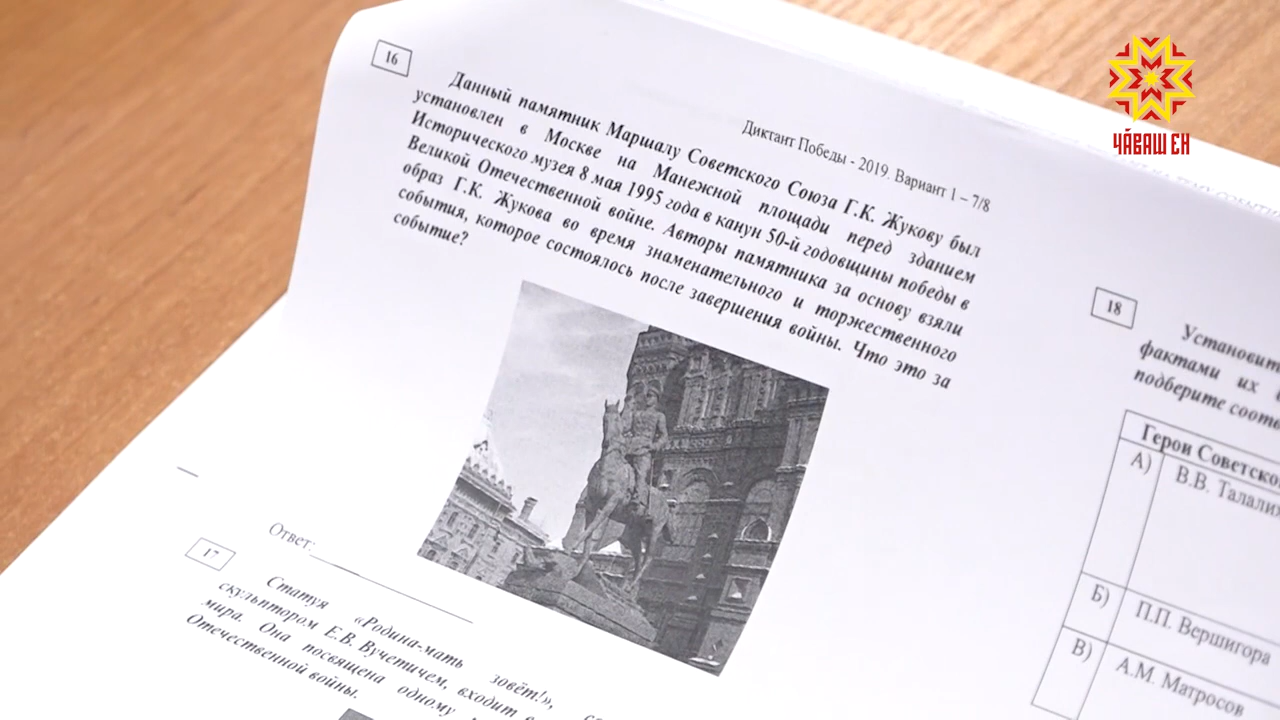 ЧӐВАШ ЕН
Диктант Победы - 2019. Вариант 1 – 7/8
16
Данный памятник Маршалу Советского Союза Г.К. Жукову был
установлен в Москве на Манежной площади перед зданием
Исторического музея 8 мая 1995 года в канун 50-й годовщины победы в
Великой Отечественной войне. Авторы памятника за основу взяли
образ Г.К. Жукова во время знаменательного и торжественного
события, которое состоялось после завершения войны. Что это за
событие?
Ответ:
17
Статуя «Родина-мать зовёт!»,
скульптором Е.В. Вучетичем, входит в
мира. Она посвящена одному
Отечественной войны.
18
Установит
фактами их
подберите
Герои Советско
А) В.В. Талали
Б) П.П. Вершигора
В) А.М. Матросов